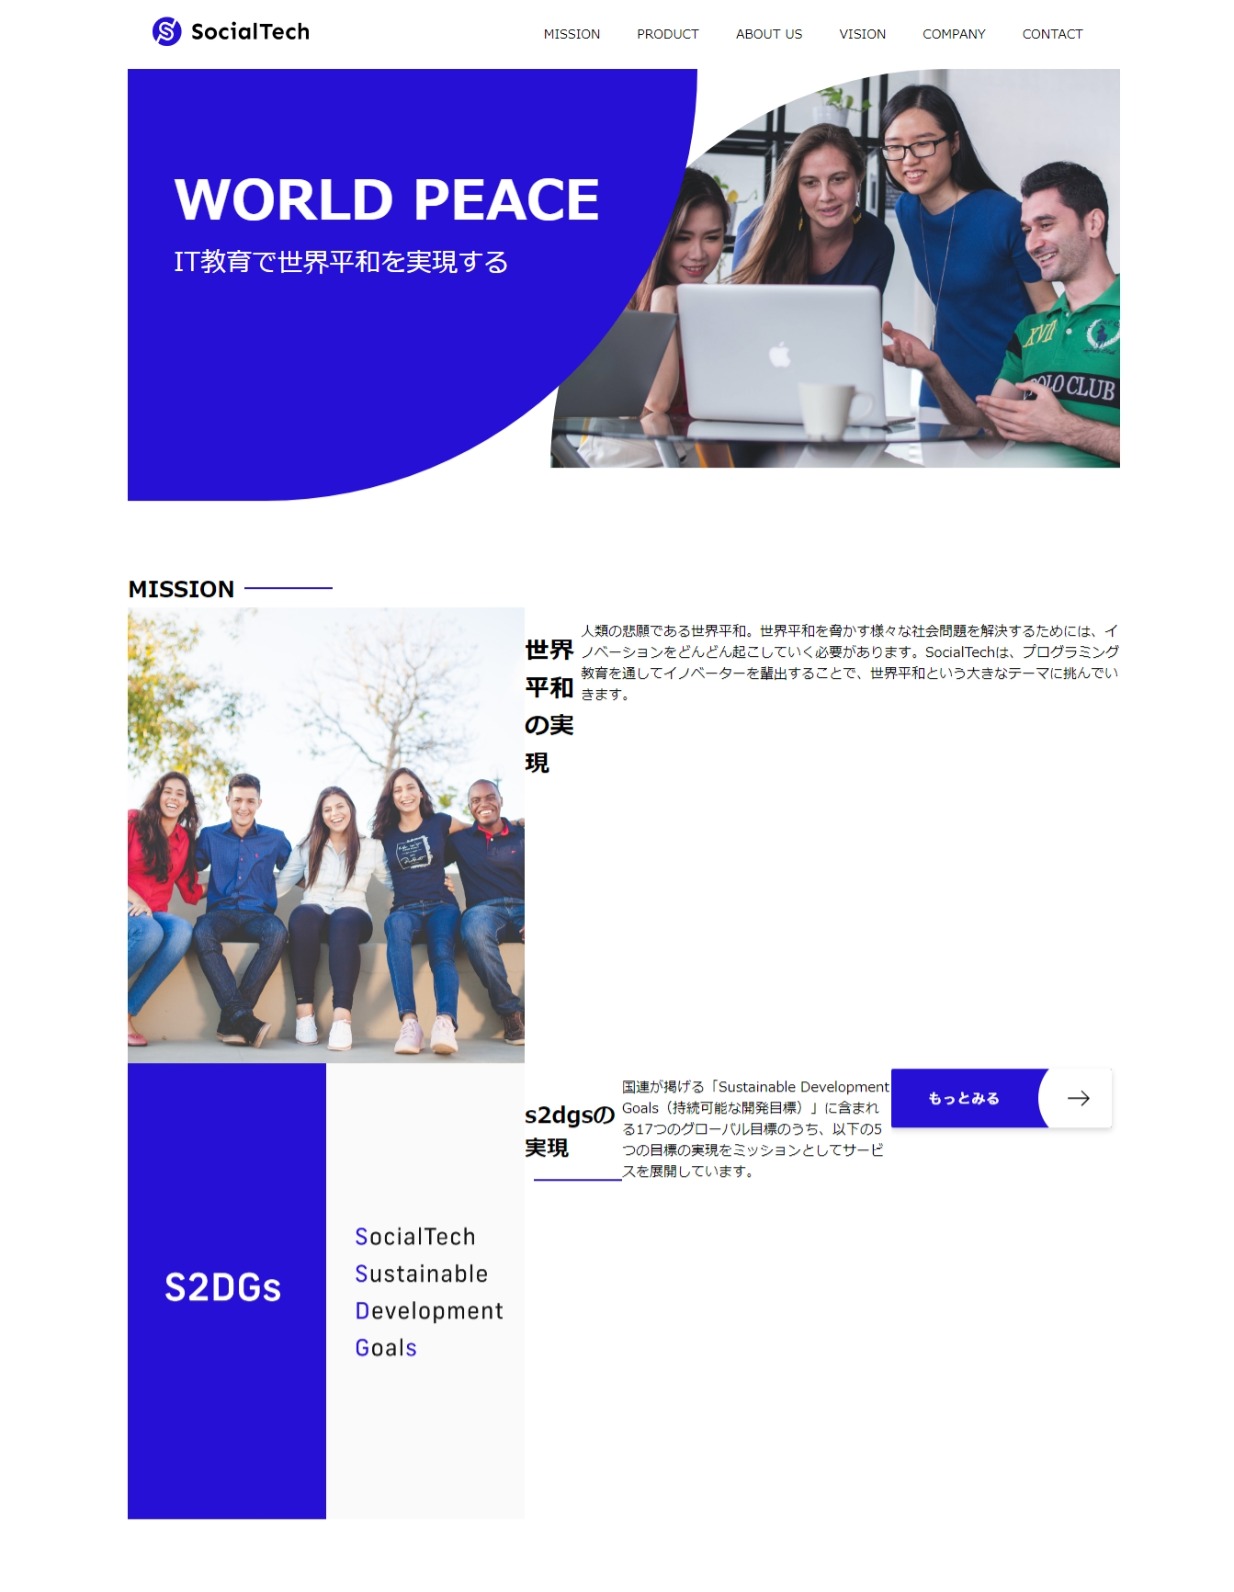 SocialTech
MISSION PRODUCT ABOUT US VISION COMPANY CONTACT
WORLD PEACE
IT教育で世界平和を実現する
XVII
POLO CLUB
MISSION
世界
平和
の実
現
人類の悲願である世界平和。世界平和を脅かす様々な社会問題を解決するためには、イ
ノベーションをどんどん起こしていく必要があります。SocialTechは、プログラミング
教育を通してイノベーターを輩出することで、世界平和という大きなテーマに挑んでい
きます。
S2DGs
SocialTech
Sustainable
Development
Goals
s2dgsの
実現
国連が掲げる「Sustainable Development
Goals（持続可能な開発目標）」に含まれ
る17つのグローバル目標のうち、以下の5
つの目標の実現をミッションとしてサービ
スを展開しています。
もっとみる